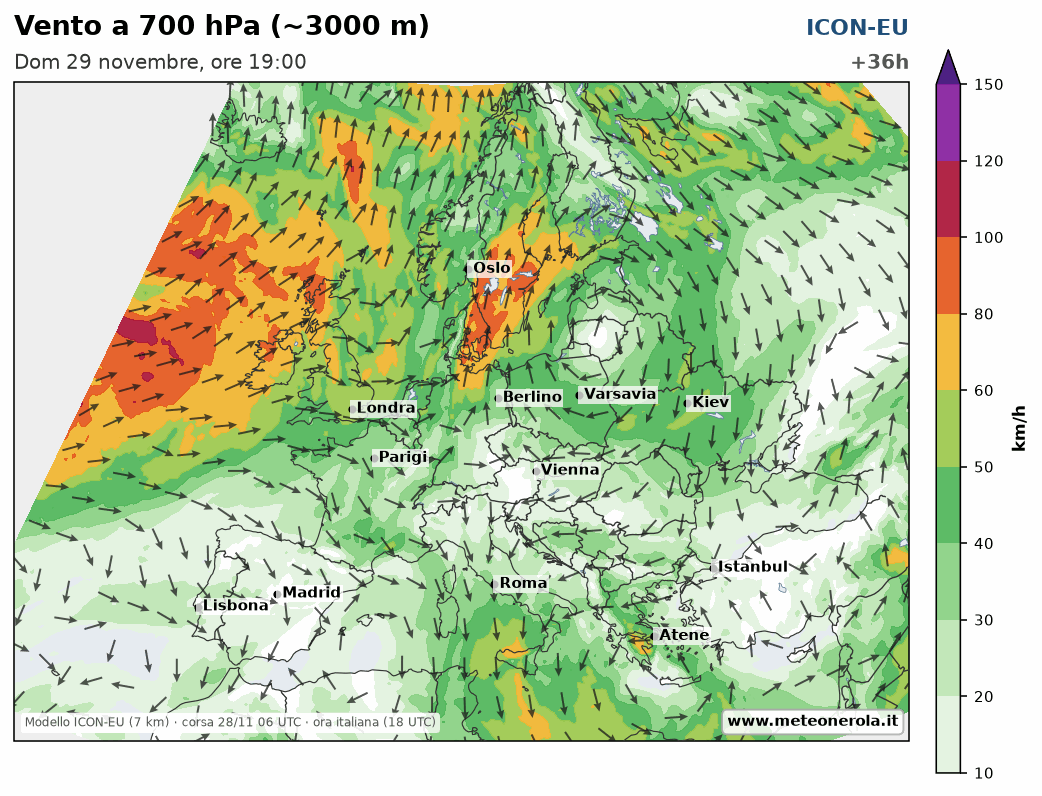 Vento a 700 hPa (~3000 m)
ICON-EU
Dom 29 novembre, ore 19:00
+36h
150
120
100
80
60
50
40
30
20
10
km/h
Oslo
Berlino
Varsavia
Kiev
Londra
Parigi
Vienna
Istanbul
Roma
Madrid
Lisbona
Atene
Modello ICON-EU (7 km) · corsa 28/11 06 UTC · ora italiana (18 UTC)
www.meteonerola.it